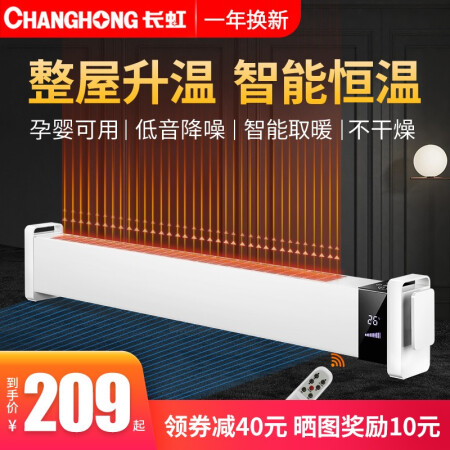 CHANGHONG 长虹 一年换新
整屋升温 智能恒温
孕婴可用|低音降噪|智能取暖|不干燥
26°
到手价 ¥209起
领券减40元 晒图奖励10元